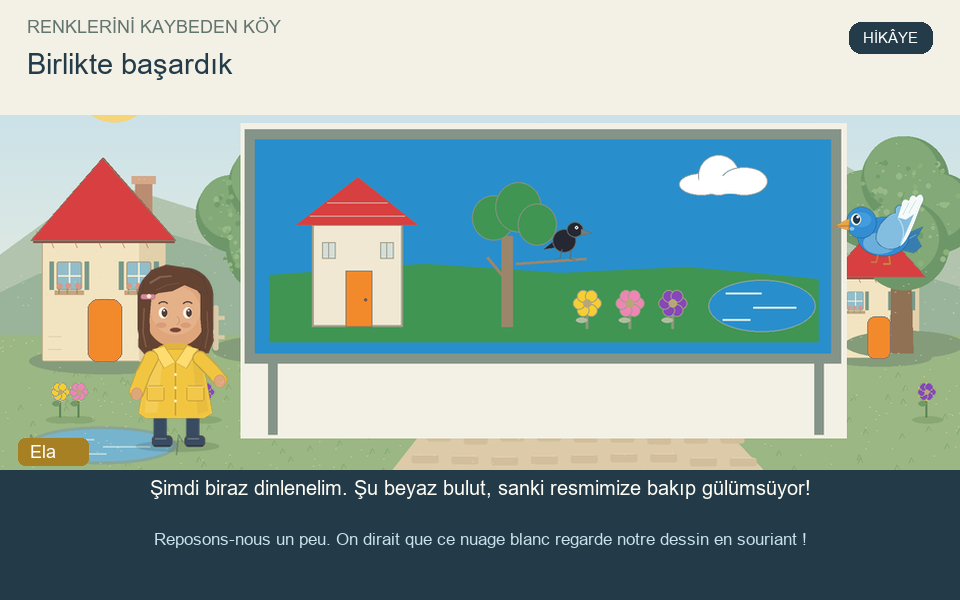 RENKLERİNİ KAYBEDEN KÖY
HİKÂYE
Birlikte başardık
Ela
Şimdi biraz dinlenelim. Şu beyaz bulut, sanki resmimize bakıp gülümsüyor!
Reposons-nous un peu. On dirait que ce nuage blanc regarde notre dessin en souriant !